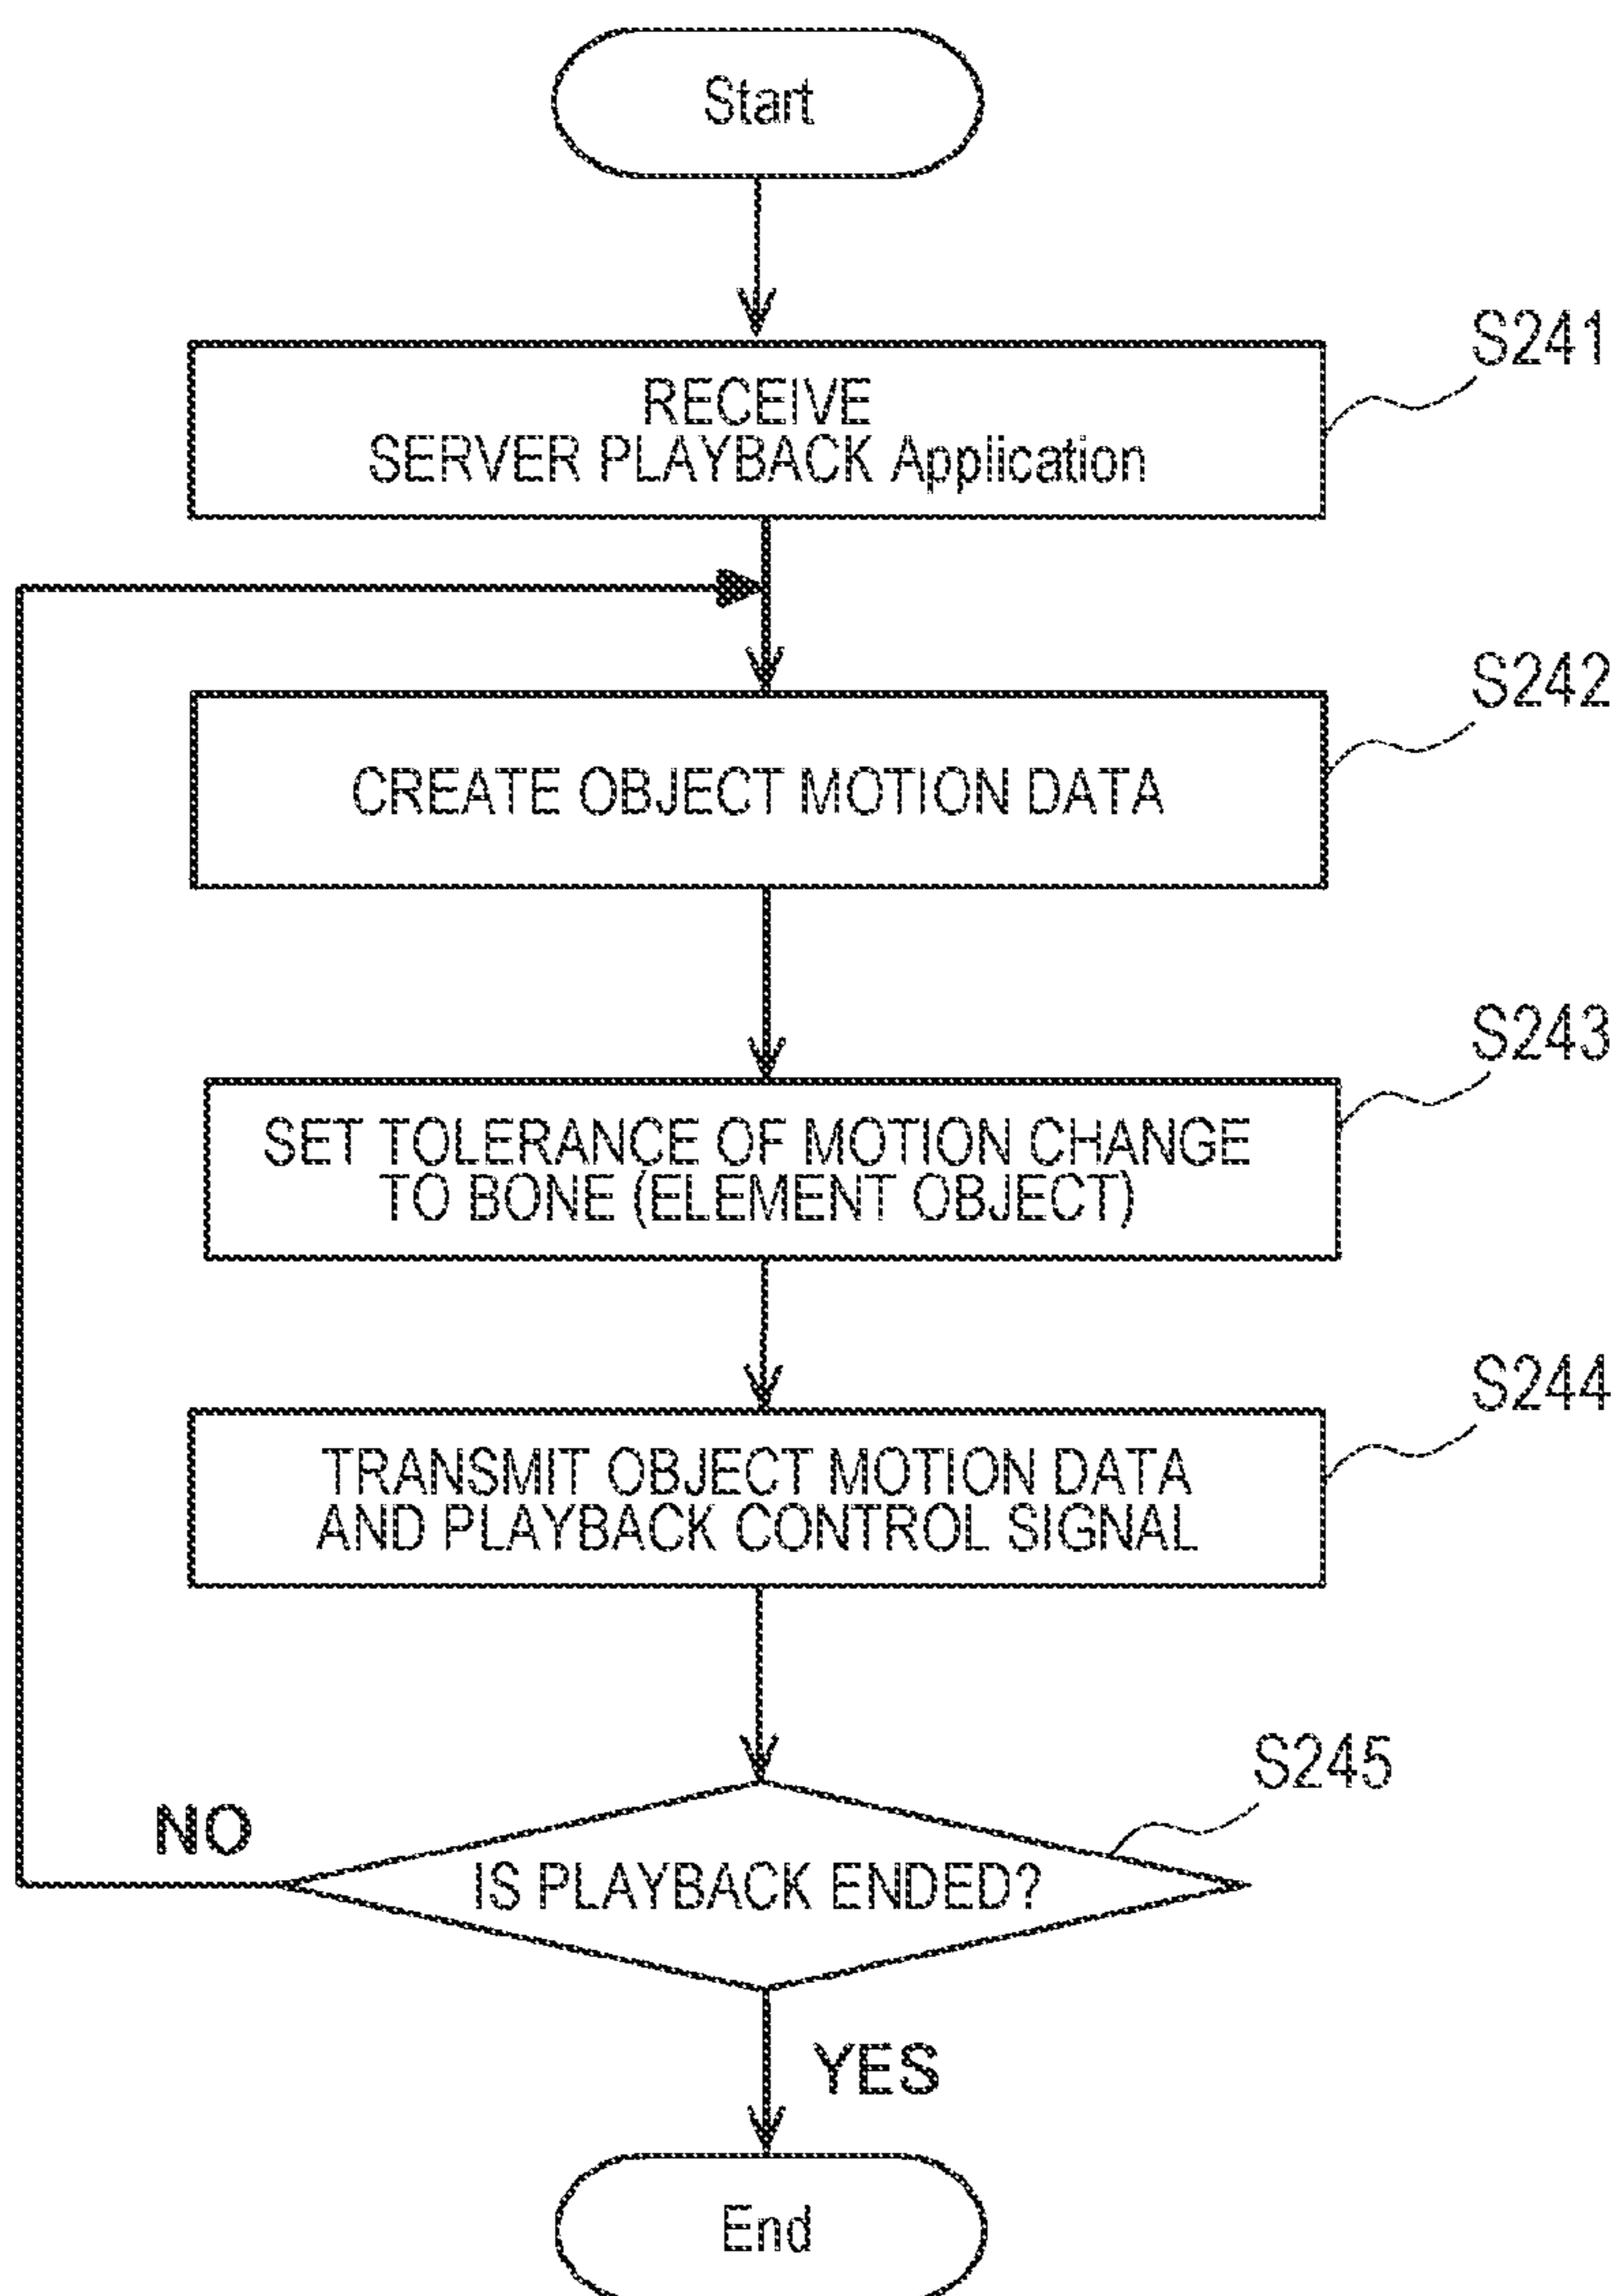 Start
S241
RECEIVE
SERVER PLAYBACK Application
S242
CREATE OBJECT MOTION DATA
S243
SET TOLERANCE OF MOTION CHANGE
TO BONE (ELEMENT OBJECT)
S244
TRANSMIT OBJECT MOTION DATA
AND PLAYBACK CONTROL SIGNAL
S245
NO
IS PLAYBACK ENDED?
YES
End